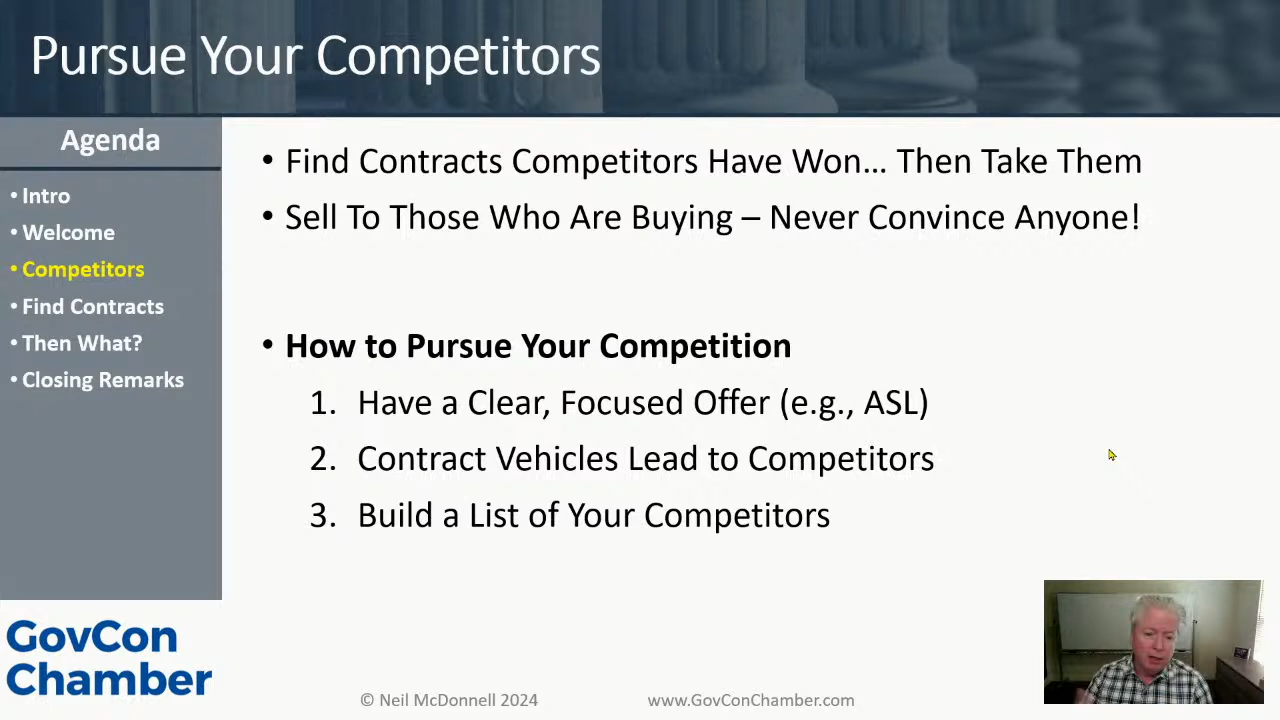 Pursue Your Competitors
Agenda
• Intro
• Welcome
• Competitors
• Find Contracts
• Then What?
• Closing Remarks
• Find Contracts Competitors Have Won… Then Take Them
• Sell To Those Who Are Buying – Never Convince Anyone!
• How to Pursue Your Competition
1. Have a Clear, Focused Offer (e.g., ASL)
2. Contract Vehicles Lead to Competitors
3. Build a List of Your Competitors
GovCon
Chamber
© Neil McDonnell 2024
www.GovConChamber.com